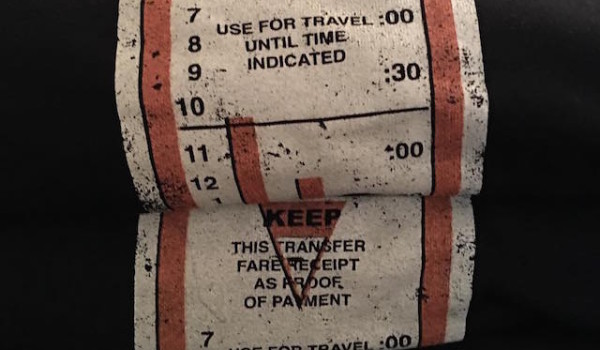 7 USE FOR TRAVEL :00
8 UNTIL TIME
9 INDICATED :30
10
11 :00
12
1
KEEP
THIS TRANSFER
FARE RECEIPT
AS PROOF
OF PAYMENT
7 USE FOR TRAVEL :00